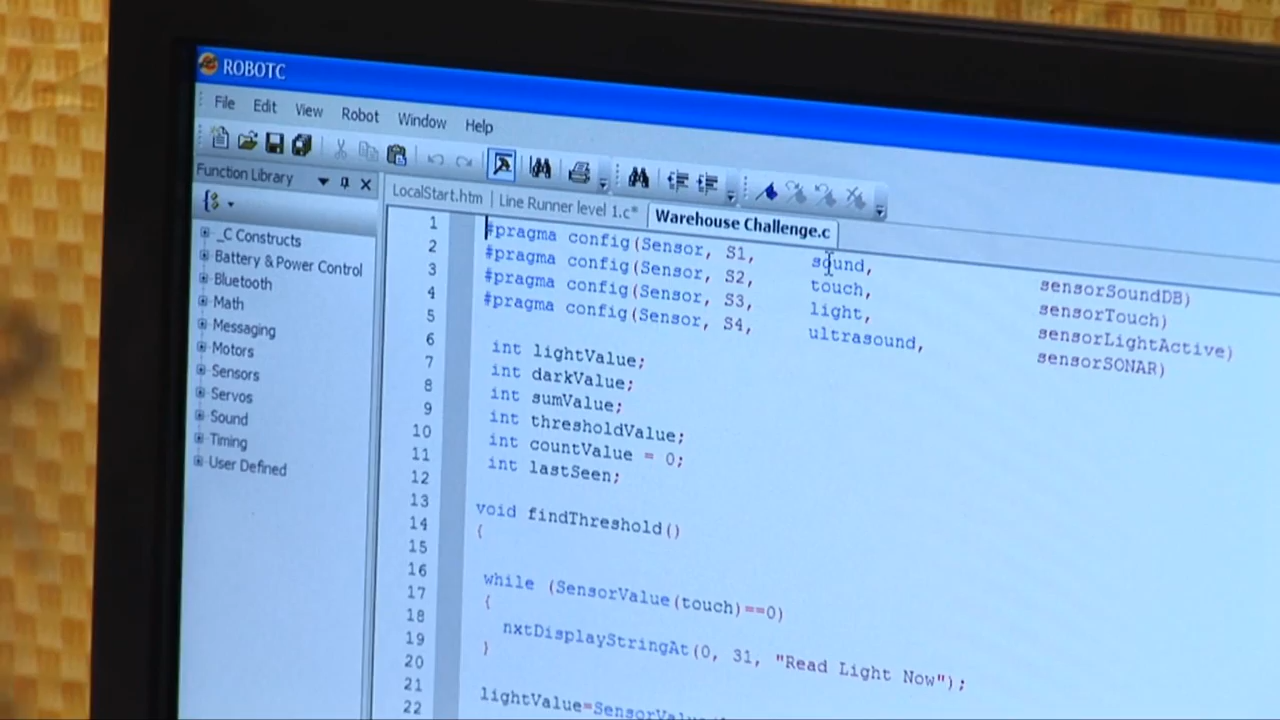 ROBOTC
File Edit View Robot Window Help
Function Library
LocalStart.htm Line Runner level 1.c* Warehouse Challenge.c
_C Constructs
Battery & Power Control
Bluetooth
Math
Messaging
Motors
Sensors
Servos
Sound
Timing
User Defined
1 #pragma config(Sensor, S1, sound, sensorSoundDB)
2 #pragma config(Sensor, S2, touch, sensorTouch)
3 #pragma config(Sensor, S3, light, sensorLightActive)
4 #pragma config(Sensor, S4, ultrasound, sensorSONAR)
5
6 int lightValue;
7 int darkValue;
8 int sumValue;
9 int thresholdValue;
10 int countValue = 0;
11 int lastSeen;
12
13 void findThreshold()
14 {
15
16 while (SensorValue(touch)==0)
17 {
18 nxtDisplayStringAt(0, 31, "Read Light Now");
19 }
20
21 lightValue=SensorValue
22